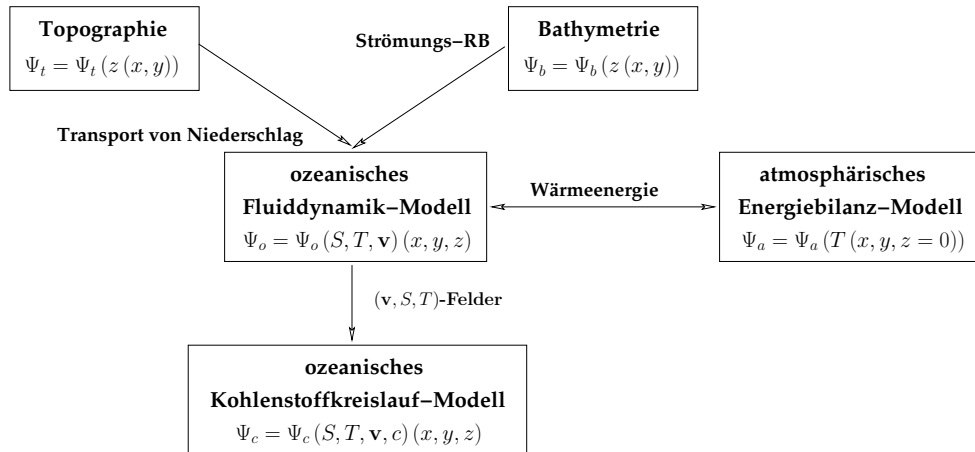 Topographie
Ψ_t = Ψ_t (z (x, y))
Strömungs–RB
Bathymetrie
Ψ_b = Ψ_b (z (x, y))
Transport von Niederschlag
ozeanisches
Fluiddynamik–Modell
Ψ_o = Ψ_o (S, T, v) (x, y, z)
Wärmeenergie
atmosphärisches
Energiebilanz–Modell
Ψ_a = Ψ_a (T (x, y, z = 0))
(v, S, T)-Felder
ozeanisches
Kohlenstoffkreislauf–Modell
Ψ_c = Ψ_c (S, T, v, c) (x, y, z)